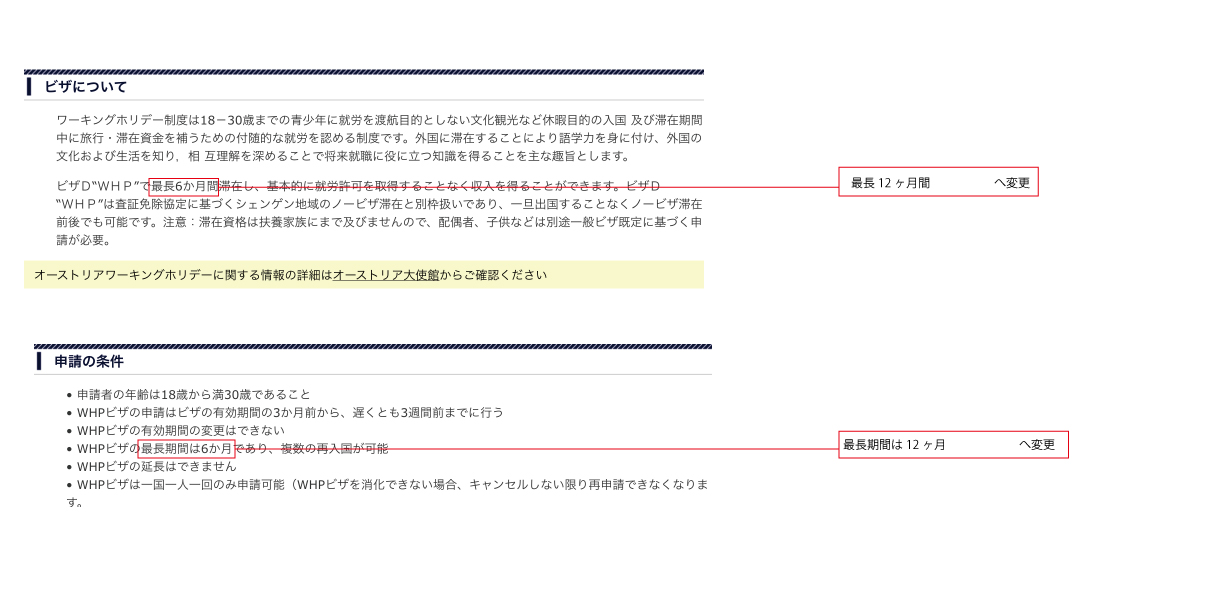 ビザについて
ワーキングホリデー制度は18－30歳までの青少年に就労を渡航目的としない文化観光など休暇目的の入国 及び滞在期間
中に旅行・滞在資金を補うための付随的な就労を認める制度です。外国に滞在することにより語学力を身に付け、外国の
文化および生活を知り，相 互理解を深めることで将来就職に役に立つ知識を得ることを主な趣旨とします。
ビザＤ“ＷＨＰ”で最長6か月間滞在し、基本的に就労許可を取得することなく収入を得ることができます。ビザＤ
“ＷＨＰ”は査証免除協定に基づくシェンゲン地域のノービザ滞在と別枠扱いであり、一旦出国することなくノービザ滞在
前後でも可能です。注意：滞在資格は扶養家族にまで及びませんので、配偶者、子供などは別途一般ビザ既定に基づく申
請が必要。
最長 12 ヶ月間 へ変更
オーストリアワーキングホリデーに関する情報の詳細はオーストリア大使館からご確認ください
申請の条件
• 申請者の年齢は18歳から満30歳であること
• WHPビザの申請はビザの有効期間の3か月前から、遅くとも3週間前までに行う
• WHPビザの有効期間の変更はできない
• WHPビザの最長期間は6か月であり、複数の再入国が可能
最長期間は 12 ヶ月 へ変更
• WHPビザの延長はできません
• WHPビザは一国一人一回のみ申請可能（WHPビザを消化できない場合、キャンセルしない限り再申請できなくなりま
す。